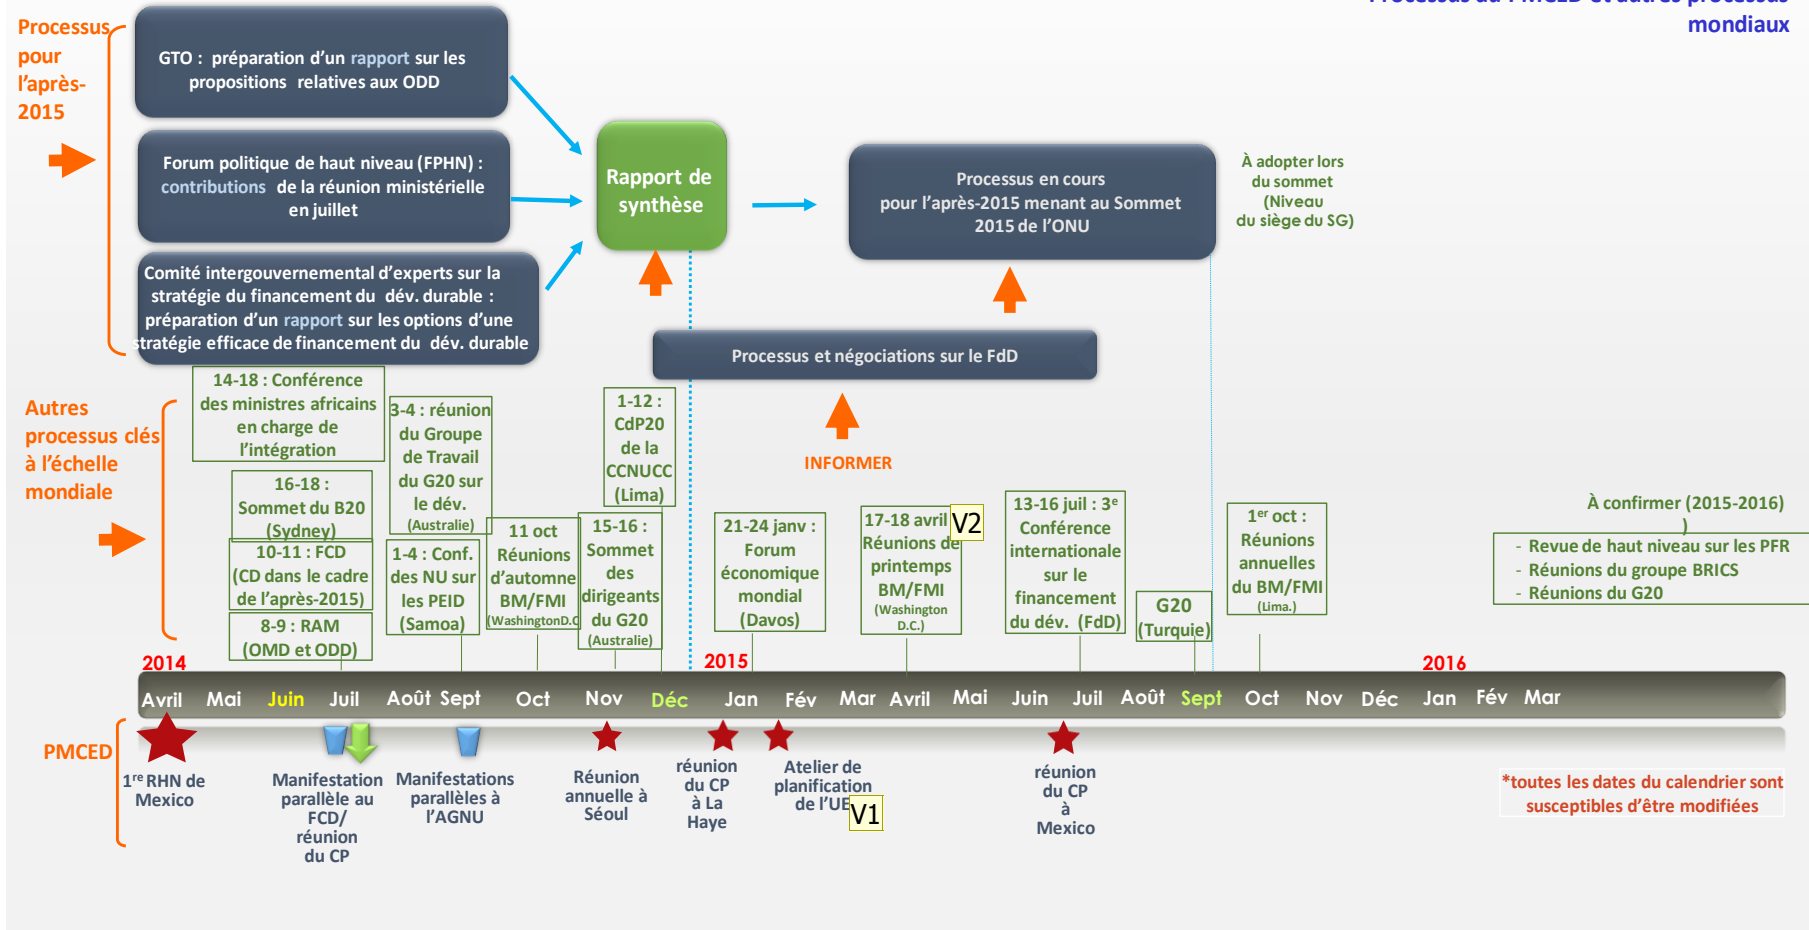 Processus du PMCED et autres processus
mondiaux
Processus
pour
l'après-
2015
GTO : préparation d'un rapport sur les
propositions relatives aux ODD
Forum politique de haut niveau (FPHN) :
contributions de la réunion ministérielle
en juillet
Comité intergouvernemental d'experts sur la
stratégie du financement du dév. durable :
préparation d'un rapport sur les options d'une
stratégie efficace de financement du dév. durable
Rapport de
synthèse
Processus en cours
pour l'après-2015 menant au Sommet
2015 de l'ONU
À adopter lors
du sommet
(Niveau
du siège du SG)
Processus et négociations sur le FdD
INFORMER
Autres
processus clés
à l'échelle
mondiale
14-18 : Conférence
des ministres africains
en charge de
l'intégration
16-18 :
Sommet du B20
(Sydney)
10-11 : FCD
(CD dans le cadre
de l'après-2015)
8-9 : RAM
(OMD et ODD)
3-4 : réunion
du Groupe
de Travail
du G20 sur
le dév.
(Australie)
1-4 : Conf.
des NU sur
les PEID
(Samoa)
11 oct
Réunions
d'automne
BM/FMI
(WashingtonD.C
1-12 :
CdP20
de la
CCNUCC
(Lima)
15-16 :
Sommet
des
dirigeants
du G20
(Australie)
21-24 janv :
Forum
économique
mondial
(Davos)
17-18 avril
V2
Réunions de
printemps
BM/FMI
(Washington
D.C.)
13-16 juil : 3e
Conférence
internationale
sur le
financement
du dév. (FdD)
G20
(Turquie)
1er oct :
Réunions
annuelles
du BM/FMI
(Lima.)
À confirmer (2015-2016)
)
- Revue de haut niveau sur les PFR
- Réunions du groupe BRICS
- Réunions du G20
2014 2015 2016
Avril Mai Juin Juil Août Sept Oct Nov Déc Jan Fév Mar Avril Mai Juin Juil Août Sept Oct Nov Déc Jan Fév Mar
PMCED
1re RHN de
Mexico
Manifestation
parallèle au
FCD/
réunion
du CP
Manifestations
parallèles à
l'AGNU
Réunion
annuelle à
Séoul
réunion
du CP
à La
Haye
Atelier de
planification
de l'UE
V1
réunion
du CP
à
Mexico
*toutes les dates du calendrier sont
susceptibles d'être modifiées